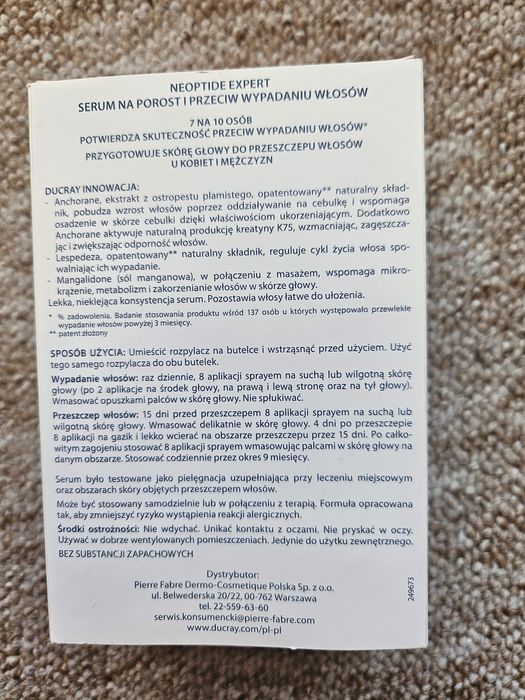 NEOPTIDE EXPERT
SERUM NA POROST I PRZECIW WYPADANIU WŁOSÓW
7 NA 10 OSÓB
POTWIERDZA SKUTECZNOŚĆ PRZECIW WYPADANIU WŁOSÓW*
PRZYGOTOWUJE SKÓRĘ GŁOWY DO PRZESZCZEPU WŁOSÓW
U KOBIET I MĘŻCZYZN
DUCRAY INNOWACJA:
- Anchorane, ekstrakt z ostropestu plamistego, opatentowany** naturalny skład-
nik, pobudza wzrost włosów poprzez oddziaływanie na cebulkę i wspomaga
osadzenie w skórze cebulki dzięki właściwościom ukorzeniającym. Dodatkowo
Anchorane aktywuje naturalną produkcję kreatyny K75, wzmacniając, zagęszcza-
jąc i zwiększając odporność włosów.
- Lespedeza, opatentowany** naturalny składnik, reguluje cykl życia włosa spo-
walniając ich wypadanie.
- Mangalidone (sól manganowa), w połączeniu z masażem, wspomaga mikro-
krążenie, metabolizm i zakorzenianie włosów w skórze głowy.
Lekka, nieklejąca konsystencja serum. Pozostawia włosy łatwe do ułożenia.
* % zadowolenia. Badanie stosowania produktu wśród 137 osób u których występowało przewlekłe
wypadanie włosów powyżej 3 miesięcy.
** patent złożony
SPOSÓB UŻYCIA: Umieścić rozpylacz na butelce i wstrząsnąć przed użyciem. Użyć
tego samego rozpylacza do obu butelek.
Wypadanie włosów: raz dziennie, 8 aplikacji sprayem na suchą lub wilgotną skórę
głowy (po 2 aplikacje na środek głowy, na prawą i lewą stronę oraz na tył głowy).
Wmasować opuszkami palców w skórę głowy. Nie spłukiwać.
Przeszczep włosów: 15 dni przed przeszczepem 8 aplikacji sprayem na suchą lub
wilgotną skórę głowy. Wmasować delikatnie w skórę głowy. 4 dni po przeszczepie
8 aplikacji na gazik i lekko wcierać na obszarze przeszczepu przez 15 dni. Po całko-
witym zagojeniu stosować 8 aplikacji sprayem wmasowując palcami w skórę głowy na
danym obszarze. Stosować codziennie przez okres 9 miesięcy.
Serum było testowane jako pielęgnacja uzupełniająca przy leczeniu miejscowym
oraz obszarach skóry objętych przeszczepem włosów.
Może być stosowany samodzielnie lub w połączeniu z terapią. Formuła opracowana
tak, aby zmniejszyć ryzyko wystąpienia reakcji alergicznych.
Środki ostrożności: Nie wdychać. Unikać kontaktu z oczami. Nie pryskać w oczy.
Używać w dobrze wentylowanych pomieszczeniach. Jedynie do użytku zewnętrznego.
BEZ SUBSTANCJI ZAPACHOWYCH
Dystrybutor:
Pierre Fabre Dermo-Cosmetique Polska Sp. z o.o.
ul. Belwederska 20/22, 00-762 Warszawa
tel. 22-559-63-60
serwis.konsumencki@pierre-fabre.com
www.ducray.com/pl-pl
249673